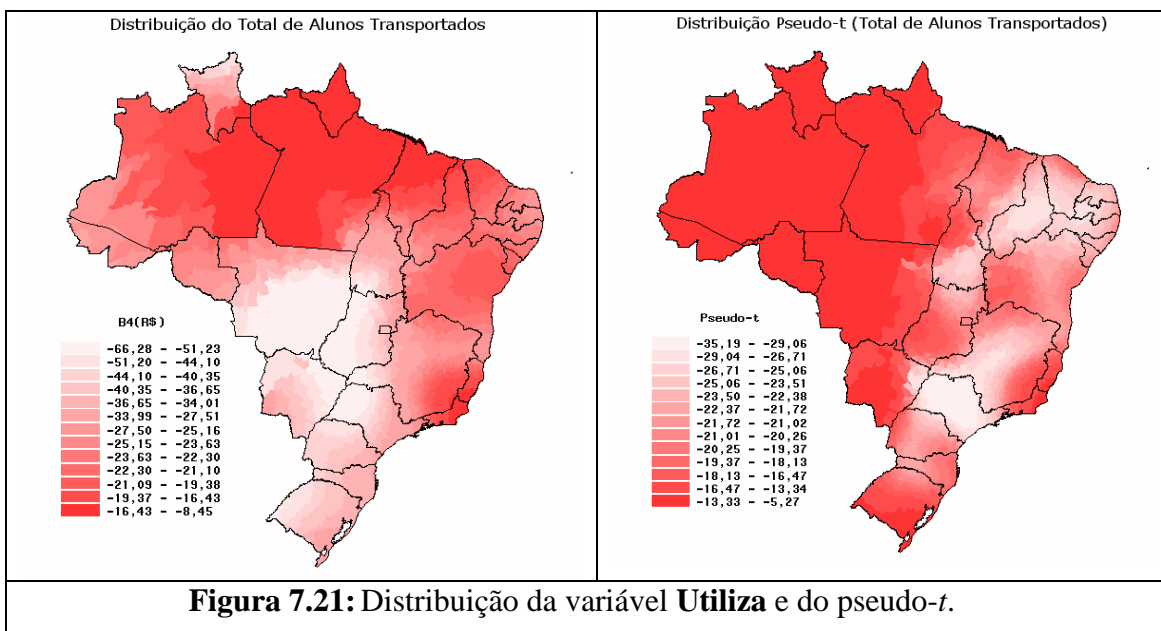 Distribuição do Total de Alunos Transportados
B4(R$)
-66,28 - -51,23
-51,20 - -44,10
-44,10 - -40,35
-40,35 - -36,65
-36,65 - -34,01
-33,99 - -27,51
-27,50 - -25,16
-25,15 - -23,63
-23,63 - -22,30
-22,30 - -21,10
-21,09 - -19,38
-19,37 - -16,43
-16,43 - -8,45
Distribuição Pseudo-t (Total de Alunos Transportados)
Pseudo-t
-35,19 - -29,06
-29,04 - -26,71
-26,71 - -25,06
-25,06 - -23,51
-23,50 - -22,38
-22,37 - -21,72
-21,72 - -21,02
-21,01 - -20,26
-20,25 - -19,37
-19,37 - -18,13
-18,13 - -16,47
-16,47 - -13,34
-13,33 - -5,27
Figura 7.21: Distribuição da variável Utiliza e do pseudo-t.